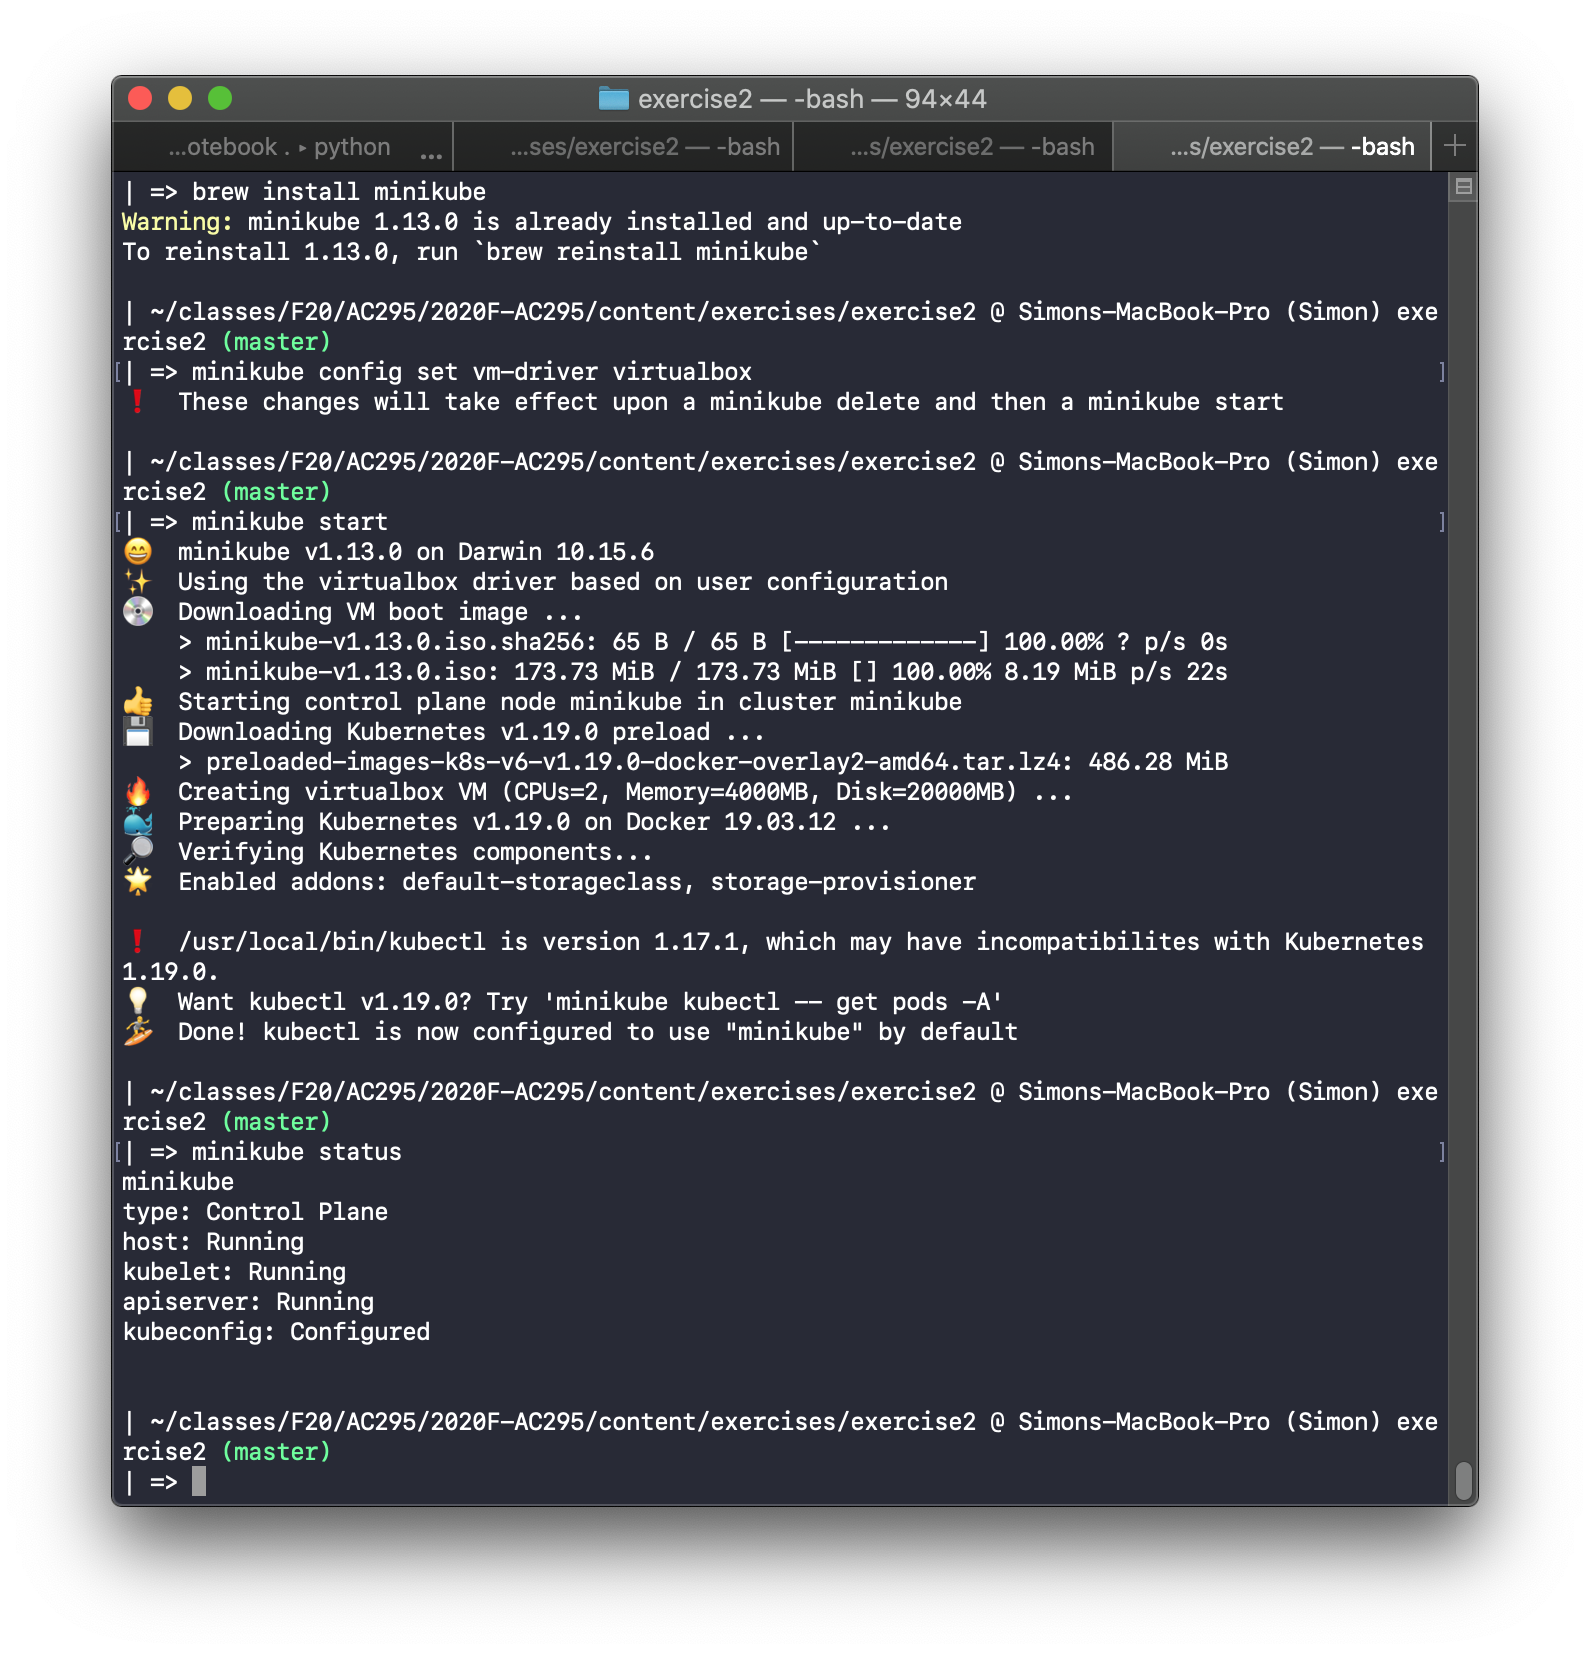 exercise2 — -bash — 94×44
...otebook . ▸ python ...
...ses/exercise2 — -bash
...s/exercise2 — -bash
...s/exercise2 — -bash
| => brew install minikube
Warning: minikube 1.13.0 is already installed and up-to-date
To reinstall 1.13.0, run `brew reinstall minikube`
| ~/classes/F20/AC295/2020F-AC295/content/exercises/exercise2 @ Simons-MacBook-Pro (Simon) exe
rcise2 (master)
[| => minikube config set vm-driver virtualbox ]
❗ These changes will take effect upon a minikube delete and then a minikube start
| ~/classes/F20/AC295/2020F-AC295/content/exercises/exercise2 @ Simons-MacBook-Pro (Simon) exe
rcise2 (master)
[| => minikube start ]
😄 minikube v1.13.0 on Darwin 10.15.6
✨ Using the virtualbox driver based on user configuration
💿 Downloading VM boot image ...
> minikube-v1.13.0.iso.sha256: 65 B / 65 B [-------------] 100.00% ? p/s 0s
> minikube-v1.13.0.iso: 173.73 MiB / 173.73 MiB [] 100.00% 8.19 MiB p/s 22s
👍 Starting control plane node minikube in cluster minikube
💾 Downloading Kubernetes v1.19.0 preload ...
> preloaded-images-k8s-v6-v1.19.0-docker-overlay2-amd64.tar.lz4: 486.28 MiB
🔥 Creating virtualbox VM (CPUs=2, Memory=4000MB, Disk=20000MB) ...
🐳 Preparing Kubernetes v1.19.0 on Docker 19.03.12 ...
🔎 Verifying Kubernetes components...
🌟 Enabled addons: default-storageclass, storage-provisioner
❗ /usr/local/bin/kubectl is version 1.17.1, which may have incompatibilites with Kubernetes
1.19.0.
💡 Want kubectl v1.19.0? Try 'minikube kubectl -- get pods -A'
🏄 Done! kubectl is now configured to use "minikube" by default
| ~/classes/F20/AC295/2020F-AC295/content/exercises/exercise2 @ Simons-MacBook-Pro (Simon) exe
rcise2 (master)
[| => minikube status ]
minikube
type: Control Plane
host: Running
kubelet: Running
apiserver: Running
kubeconfig: Configured
| ~/classes/F20/AC295/2020F-AC295/content/exercises/exercise2 @ Simons-MacBook-Pro (Simon) exe
rcise2 (master)
| =>